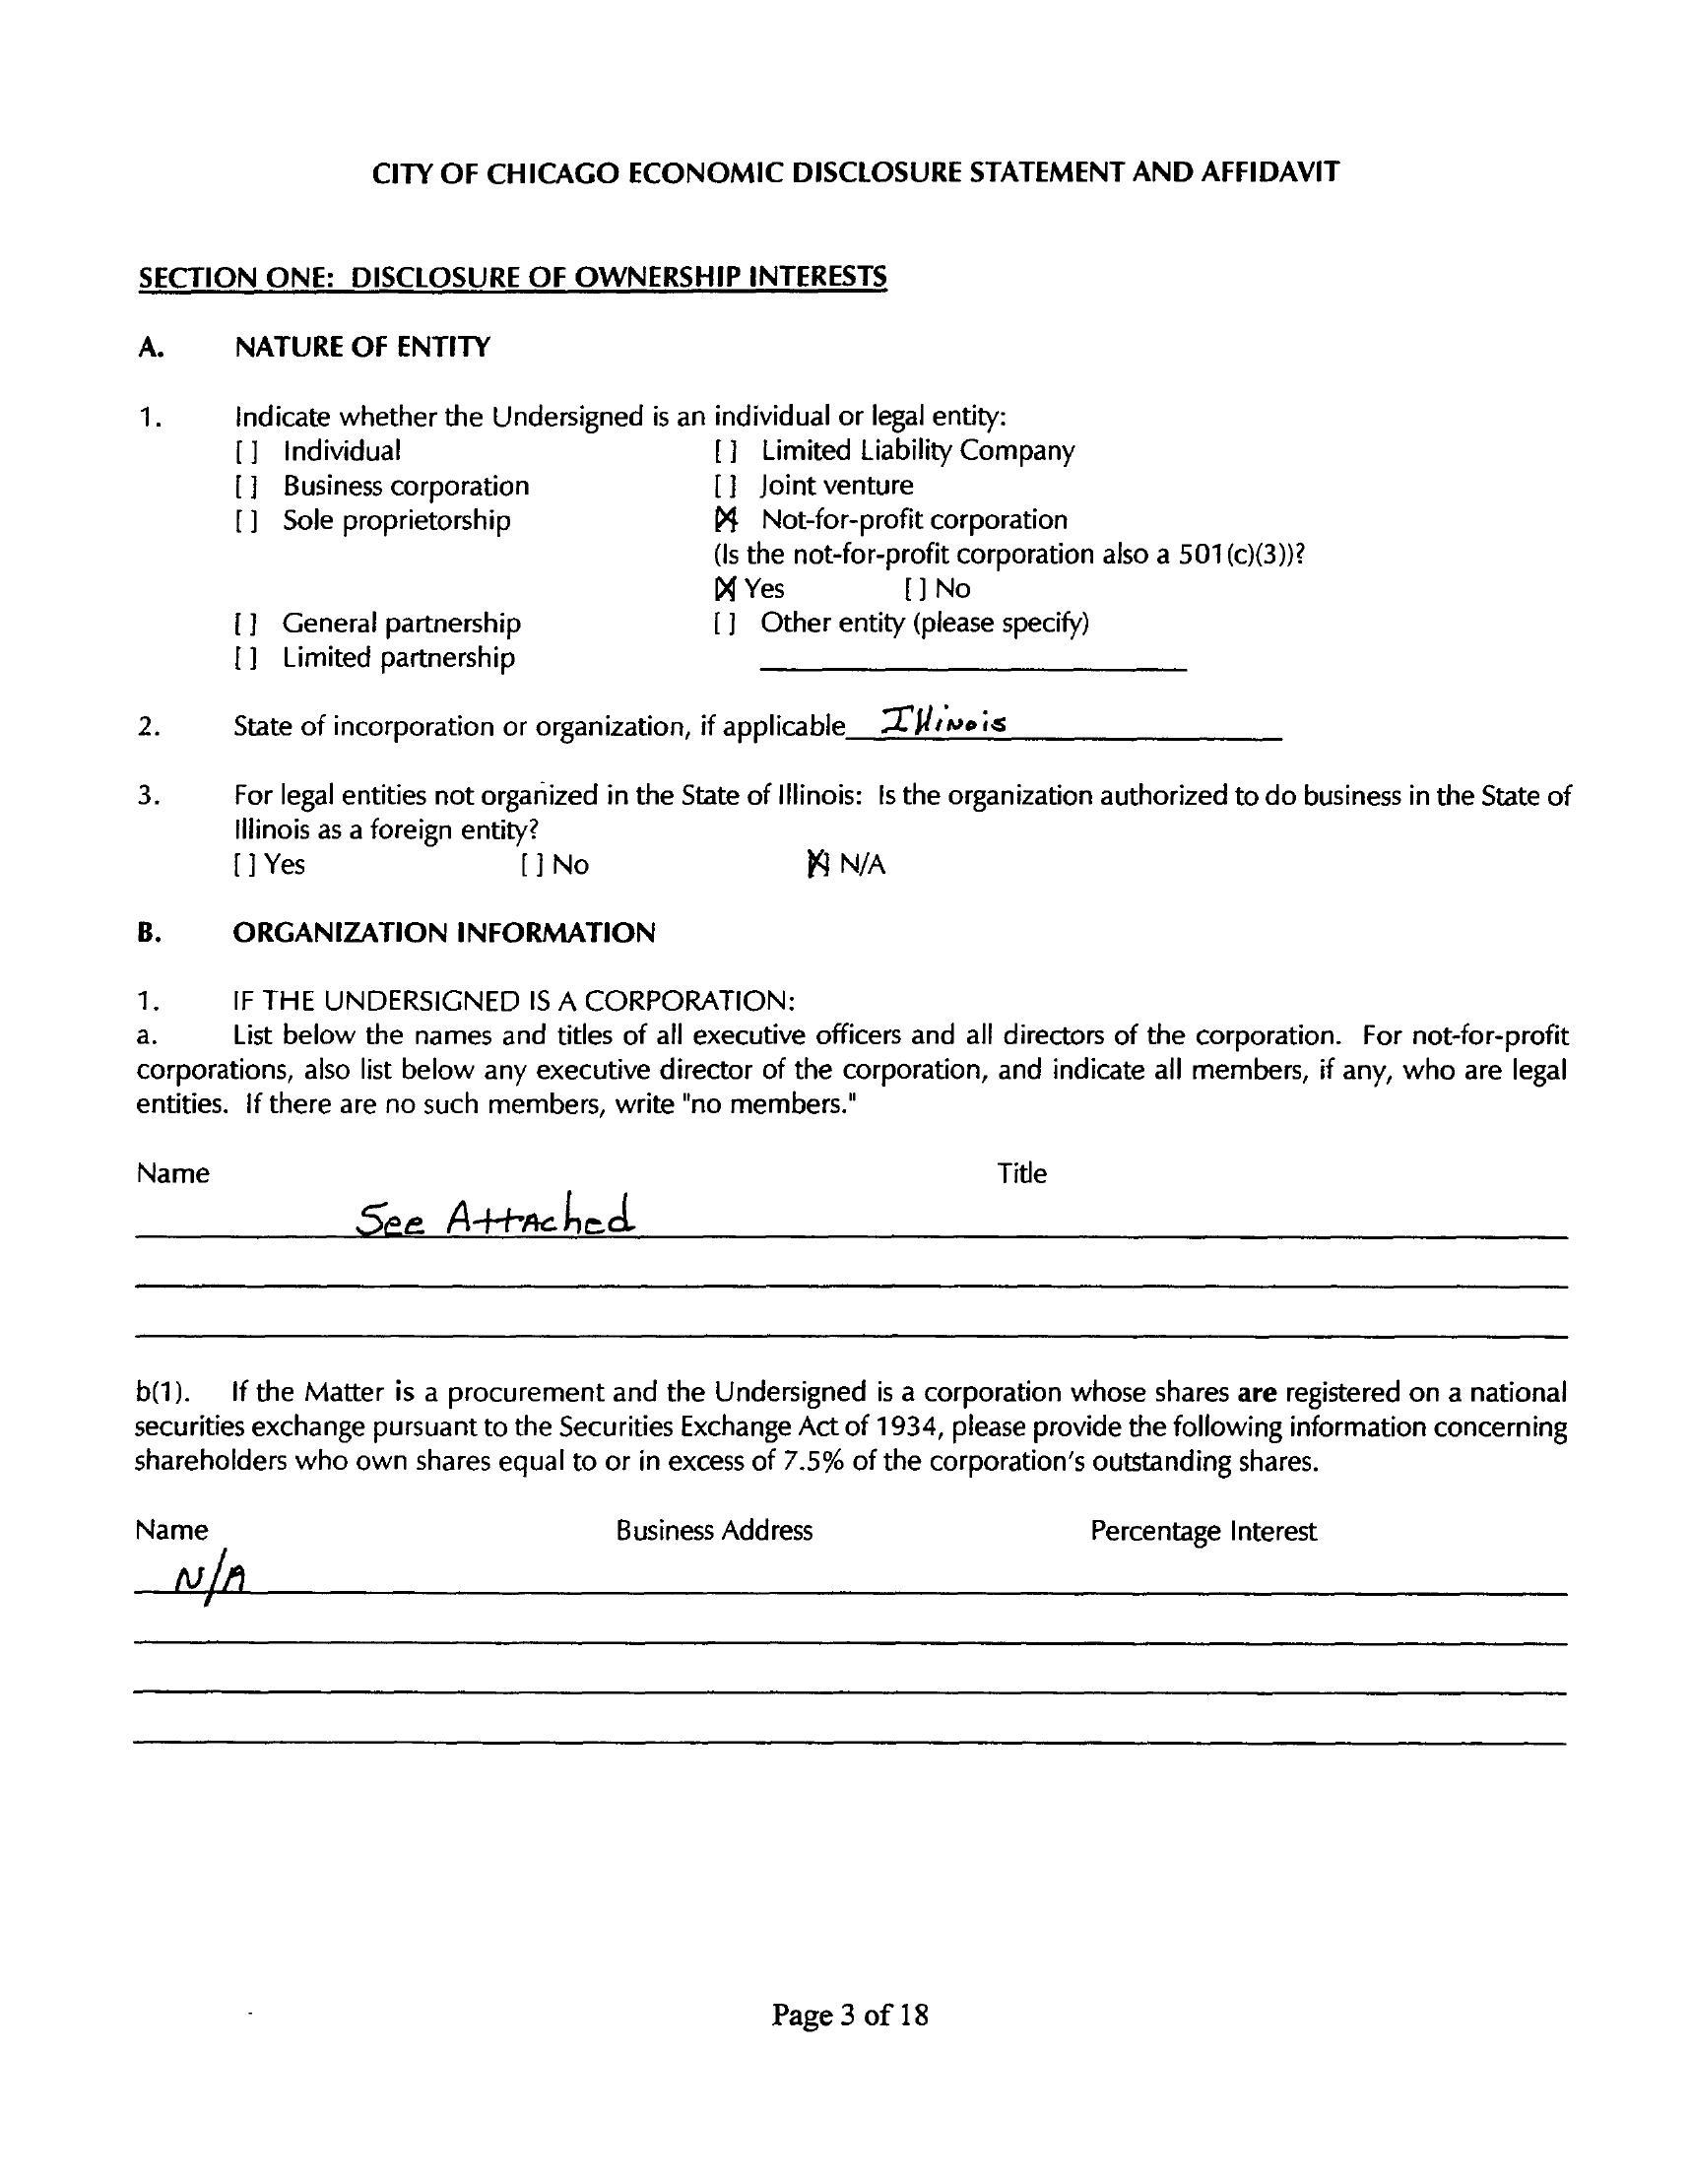 CITY OF CHICAGO ECONOMIC DISCLOSURE STATEMENT AND AFFIDAVIT
SECTION ONE: DISCLOSURE OF OWNERSHIP INTERESTS
A. NATURE OF ENTITY
1. Indicate whether the Undersigned is an individual or legal entity:
[ ] Individual [ ] Limited Liability Company
[ ] Business corporation [ ] Joint venture
[ ] Sole proprietorship [X] Not-for-profit corporation
(Is the not-for-profit corporation also a 501(c)(3))?
[X] Yes [ ] No
[ ] General partnership [ ] Other entity (please specify)
[ ] Limited partnership
2. State of incorporation or organization, if applicable Illinois
3. For legal entities not organized in the State of Illinois: Is the organization authorized to do business in the State of
Illinois as a foreign entity?
[ ] Yes [ ] No [X] N/A
B. ORGANIZATION INFORMATION
1. IF THE UNDERSIGNED IS A CORPORATION:
a. List below the names and titles of all executive officers and all directors of the corporation. For not-for-profit
corporations, also list below any executive director of the corporation, and indicate all members, if any, who are legal
entities. If there are no such members, write "no members."
Name Title
See Attached
b(1). If the Matter is a procurement and the Undersigned is a corporation whose shares are registered on a national
securities exchange pursuant to the Securities Exchange Act of 1934, please provide the following information concerning
shareholders who own shares equal to or in excess of 7.5% of the corporation's outstanding shares.
Name Business Address Percentage Interest
N/A
Page 3 of 18